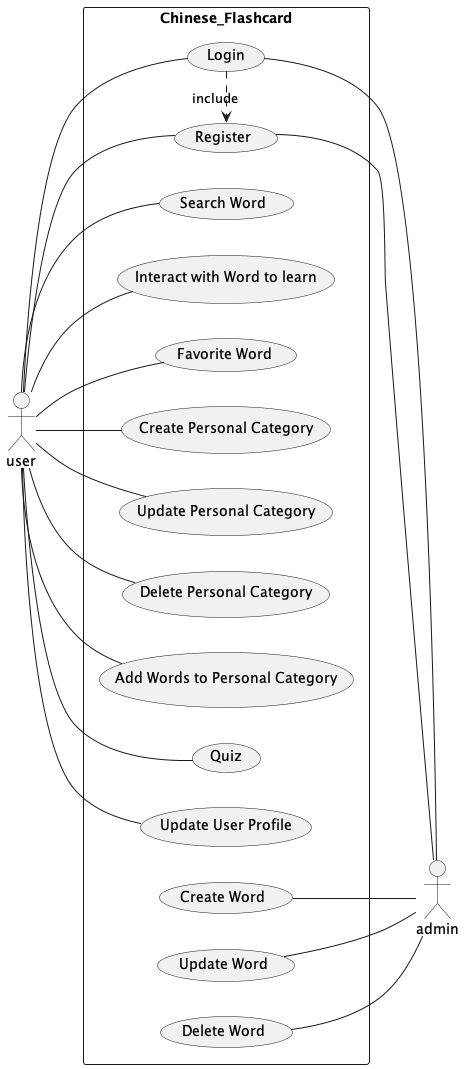 Chinese_Flashcard
Login
include
Register
Search Word
Interact with Word to learn
Favorite Word
Create Personal Category
user
Update Personal Category
Delete Personal Category
Add Words to Personal Category
Quiz
Update User Profile
Create Word
admin
Update Word
Delete Word